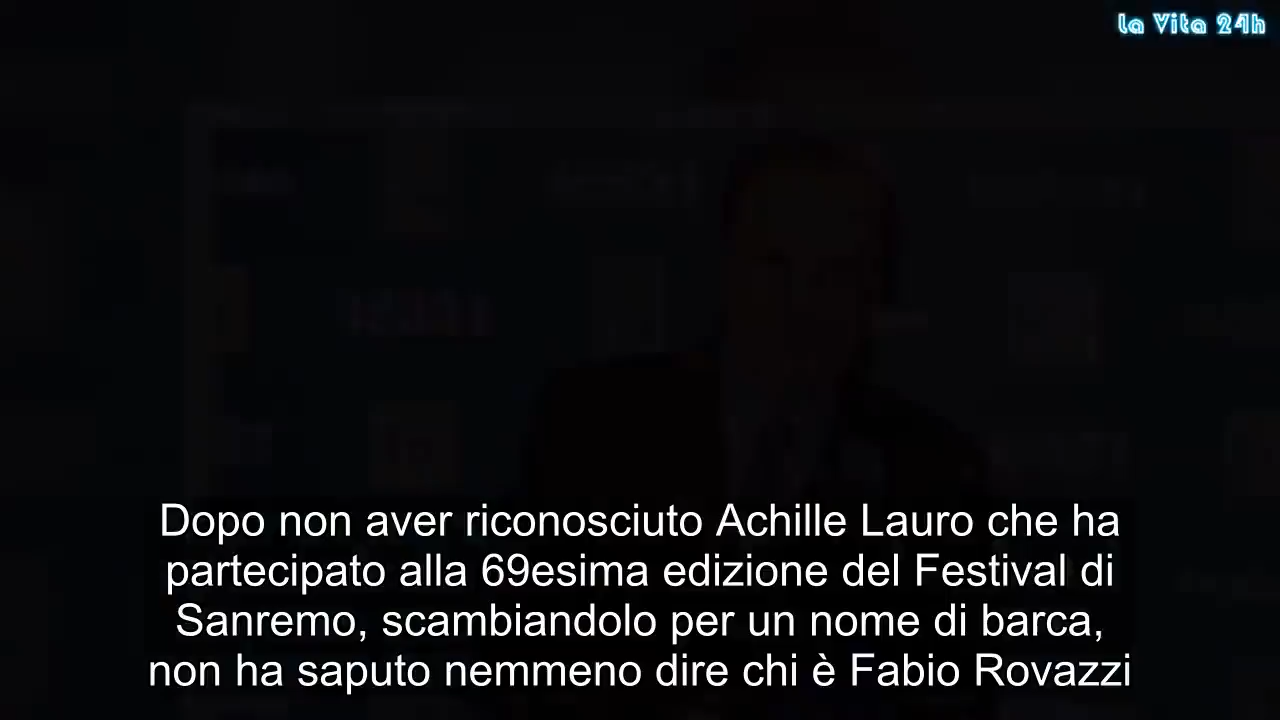 la Vita 24h
Dopo non aver riconosciuto Achille Lauro che ha
partecipato alla 69esima edizione del Festival di
Sanremo, scambiandolo per un nome di barca,
non ha saputo nemmeno dire chi è Fabio Rovazzi